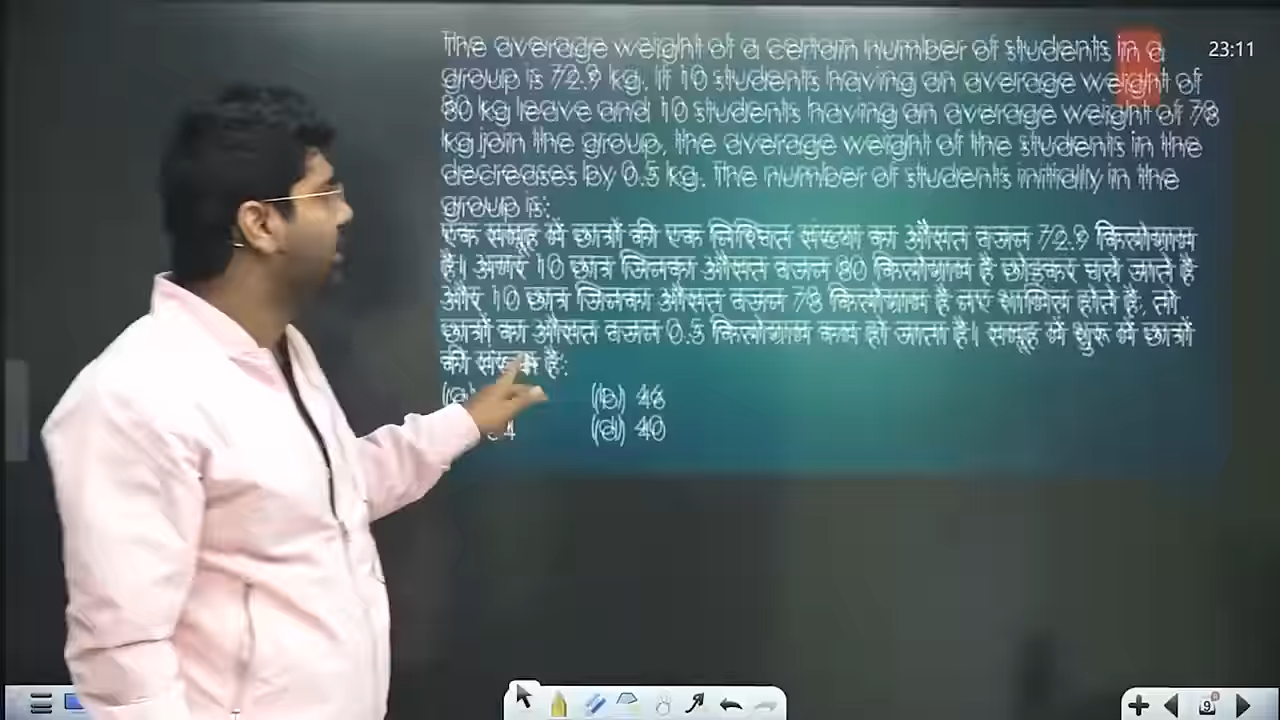 The average weight of a certain number of students in a
23:11
group is 72.9 kg. If 10 students having an average weight of
80 kg leave and 10 students having an average weight of 78
kg join the group, the average weight of the students in the
decreases by 0.5 kg. The number of students initially in the
group is:
एक समूह में छात्रों की एक निश्चित संख्या का औसत वजन 72.9 किलोग्राम
है। अगर 10 छात्र जिनका औसत वजन 80 किलोग्राम है छोड़कर चले जाते है
और 10 छात्र जिनका औसत वजन 78 किलोग्राम है नए शामिल होते है, तो
छात्रों का औसत वजन 0.5 किलोग्राम कम हो जाता है। समूह में शुरू में छात्रों
की संख्या है:
(a) (b) 46
(d) 40
9